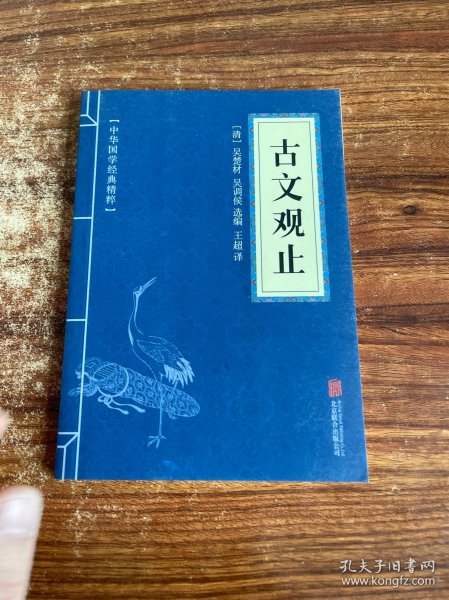 古文观止
[清]吴楚材 吴调侯 选编 王超 译
【中华国学经典精粹】
北京联合出版公司
孔夫子旧书网
www.kongfz.com